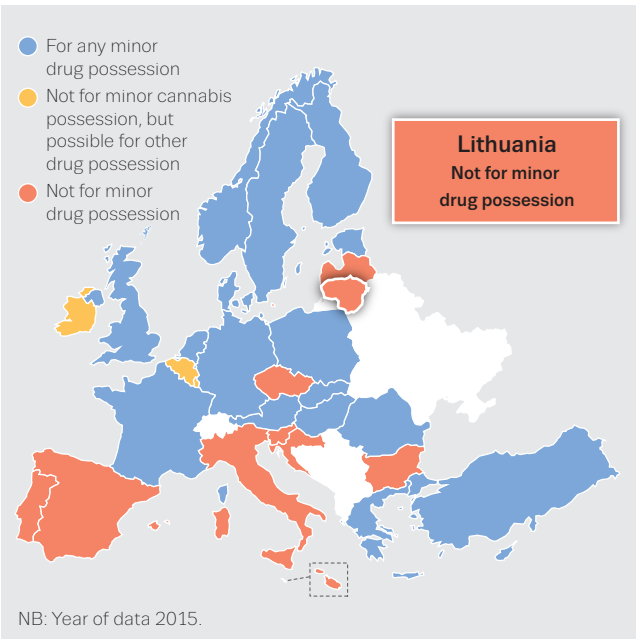 For any minor
drug possession
Not for minor cannabis
possession, but
possible for other
drug possession
Not for minor
drug possession
Lithuania
Not for minor
drug possession
NB: Year of data 2015.